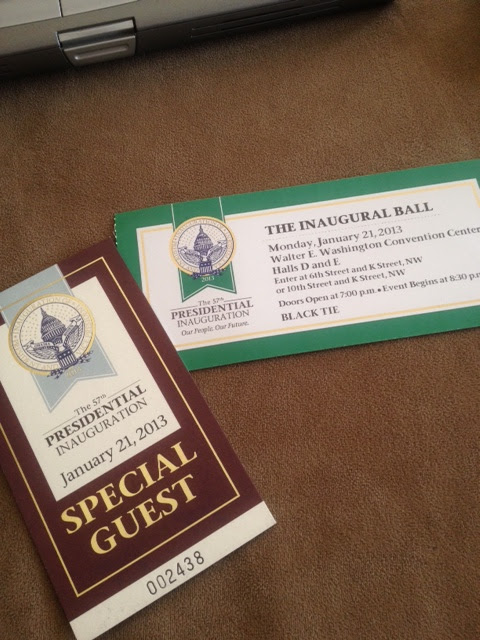 THE INAUGURAL BALL
Monday, January 21, 2013
Walter E. Washington Convention Center
Halls D and E
Enter at 6th Street and K Street, NW
or 10th Street and K Street, NW
Doors Open at 7:00 p.m. • Event Begins at 8:30 p.m
BLACK TIE
2013
The 57th
PRESIDENTIAL
INAUGURATION
Our People, Our Future.
The 57th
PRESIDENTIAL
INAUGURATION
January 21, 2013
SPECIAL
GUEST
002438